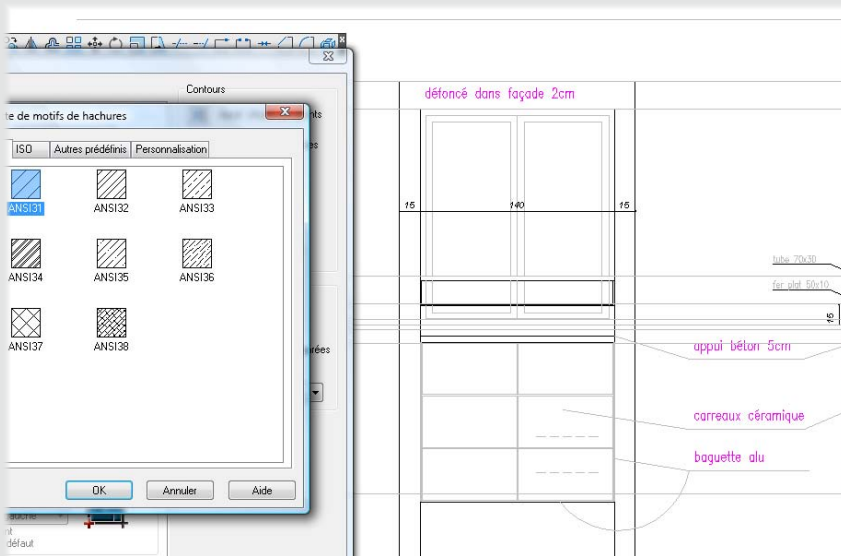 Contours
te de motifs de hachures
nts
es
ISO
Autres prédéfinis
Personnalisation
ANSI31
ANSI32
ANSI33
ANSI34
ANSI35
ANSI36
ANSI37
ANSI38
OK
Annuler
Aide
défaut
défoncé dans façade 2cm
15
140
15
tube 70x30
fer plat 50x10
15
appui béton 5cm
carreaux céramique
baguette alu